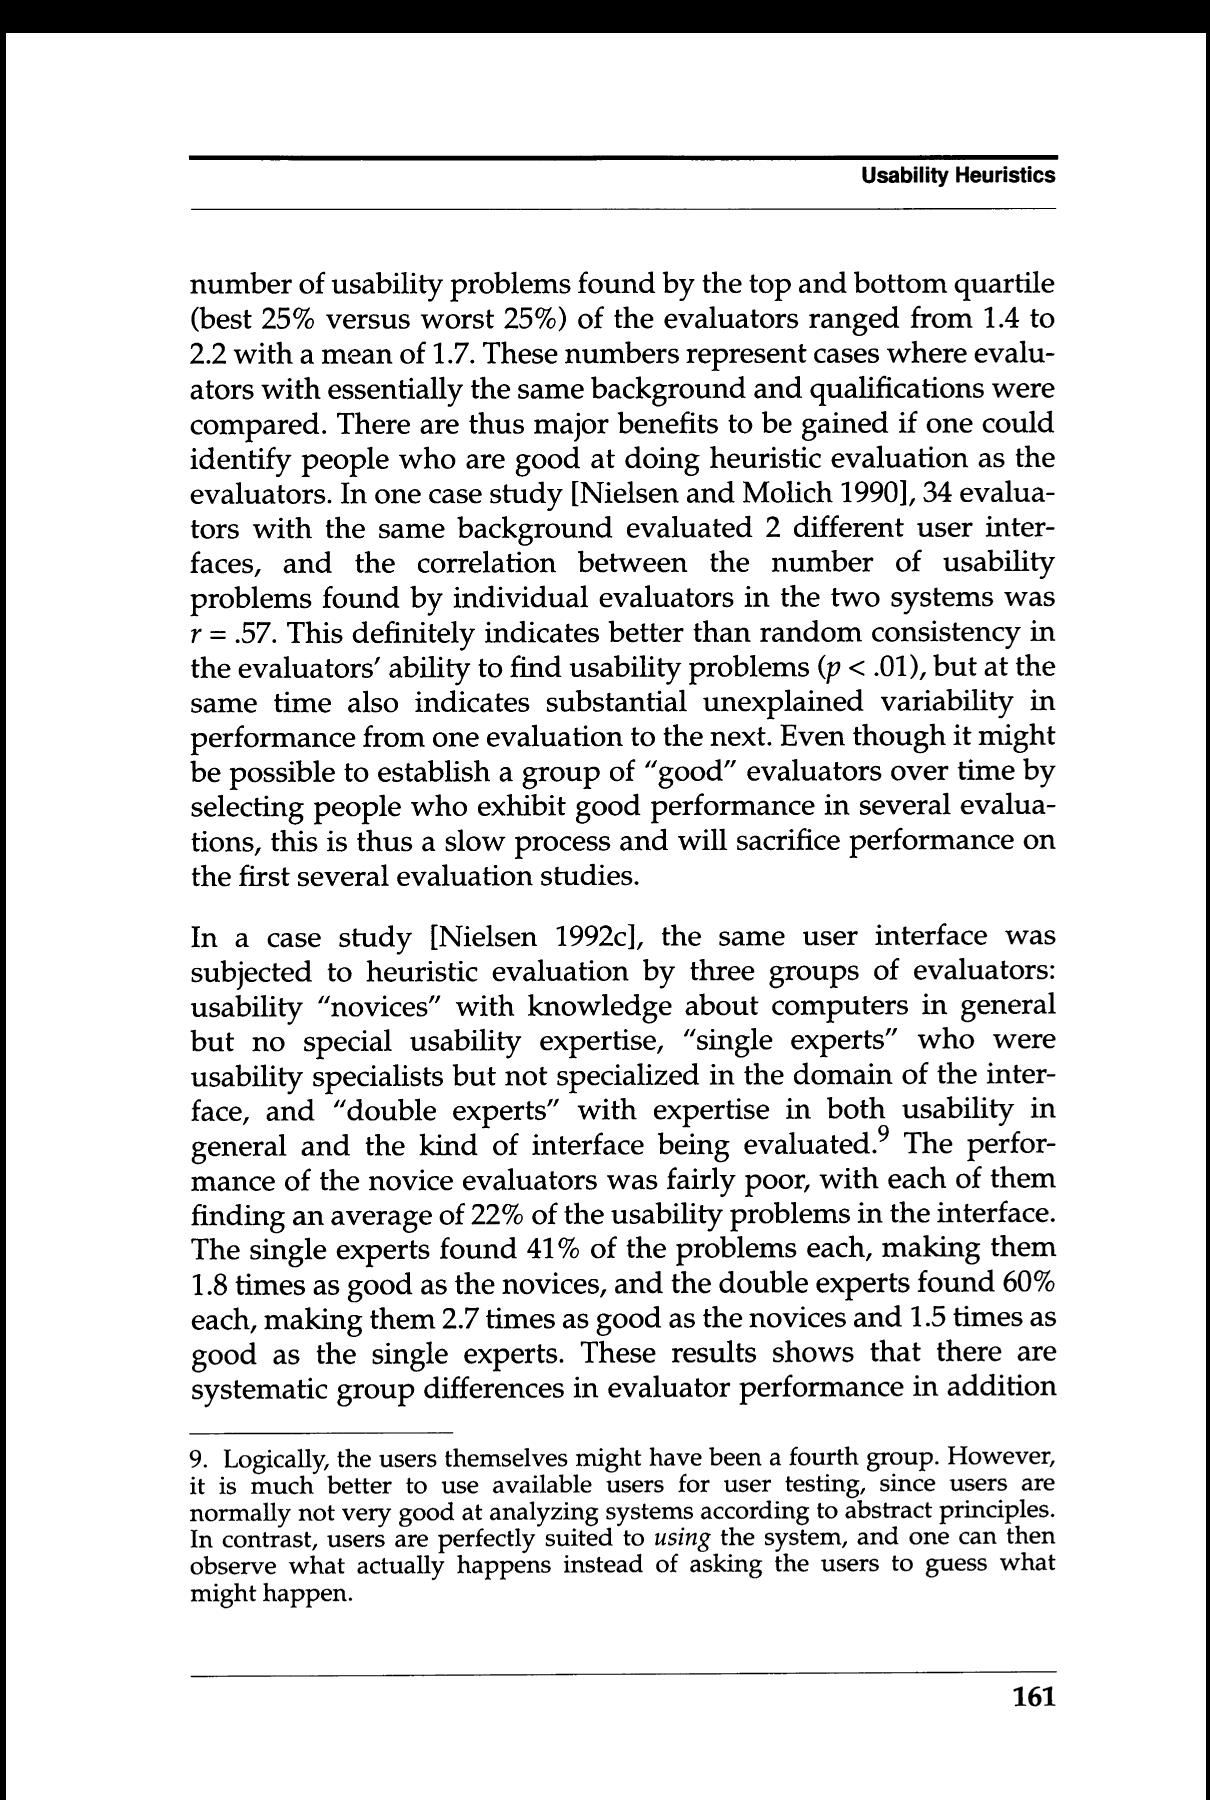 Usability Heuristics
number of usability problems found by the top and bottom quartile
(best 25% versus worst 25%) of the evaluators ranged from 1.4 to
2.2 with a mean of 1.7. These numbers represent cases where evalu-
ators with essentially the same background and qualifications were
compared. There are thus major benefits to be gained if one could
identify people who are good at doing heuristic evaluation as the
evaluators. In one case study [Nielsen and Molich 1990], 34 evalua-
tors with the same background evaluated 2 different user inter-
faces, and the correlation between the number of usability
problems found by individual evaluators in the two systems was
r = .57. This definitely indicates better than random consistency in
the evaluators’ ability to find usability problems (p < .01), but at the
same time also indicates substantial unexplained variability in
performance from one evaluation to the next. Even though it might
be possible to establish a group of “good” evaluators over time by
selecting people who exhibit good performance in several evalua-
tions, this is thus a slow process and will sacrifice performance on
the first several evaluation studies.
In a case study [Nielsen 1992c], the same user interface was
subjected to heuristic evaluation by three groups of evaluators:
usability “novices” with knowledge about computers in general
but no special usability expertise, “single experts” who were
usability specialists but not specialized in the domain of the inter-
face, and “double experts” with expertise in both usability in
general and the kind of interface being evaluated.9 The perfor-
mance of the novice evaluators was fairly poor, with each of them
finding an average of 22% of the usability problems in the interface.
The single experts found 41% of the problems each, making them
1.8 times as good as the novices, and the double experts found 60%
each, making them 2.7 times as good as the novices and 1.5 times as
good as the single experts. These results shows that there are
systematic group differences in evaluator performance in addition
9. Logically, the users themselves might have been a fourth group. However,
it is much better to use available users for user testing, since users are
normally not very good at analyzing systems according to abstract principles.
In contrast, users are perfectly suited to using the system, and one can then
observe what actually happens instead of asking the users to guess what
might happen.
161